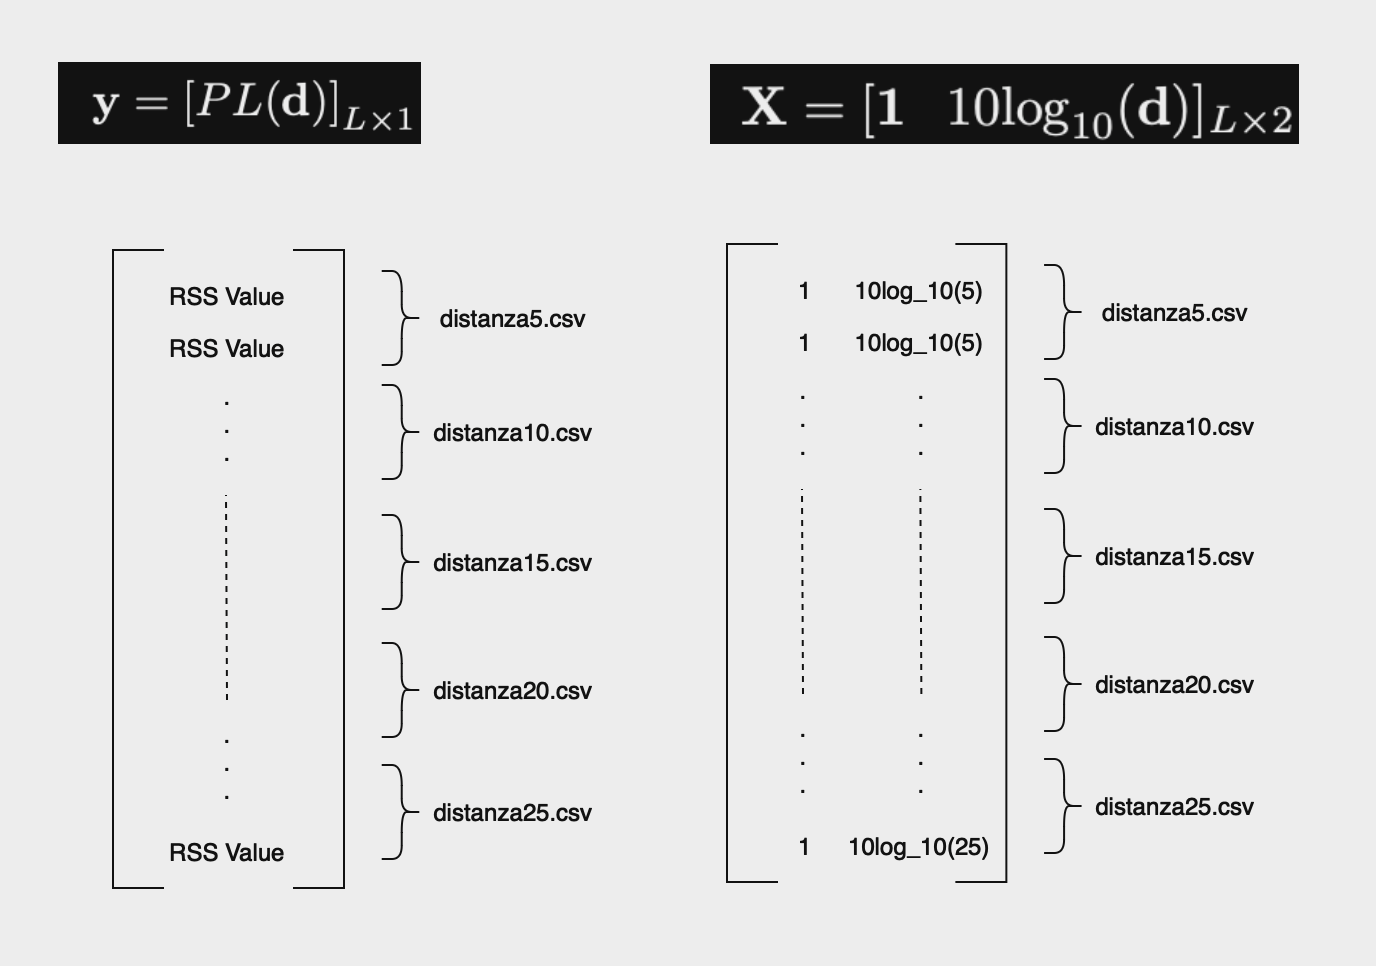 y = [PL(d)]_{L×1}
X = [1 10log_{10}(d)]_{L×2}
RSS Value
RSS Value
.
.
.
.
.
.
RSS Value
distanza5.csv
distanza10.csv
distanza15.csv
distanza20.csv
distanza25.csv
1 10log_10(5)
1 10log_10(5)
. .
. .
. .
. .
. .
. .
1 10log_10(25)
distanza5.csv
distanza10.csv
distanza15.csv
distanza20.csv
distanza25.csv